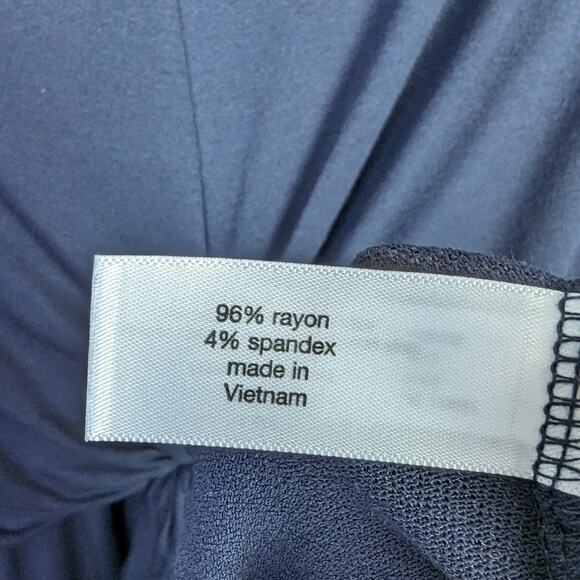 96% rayon
4% spandex
made in
Vietnam